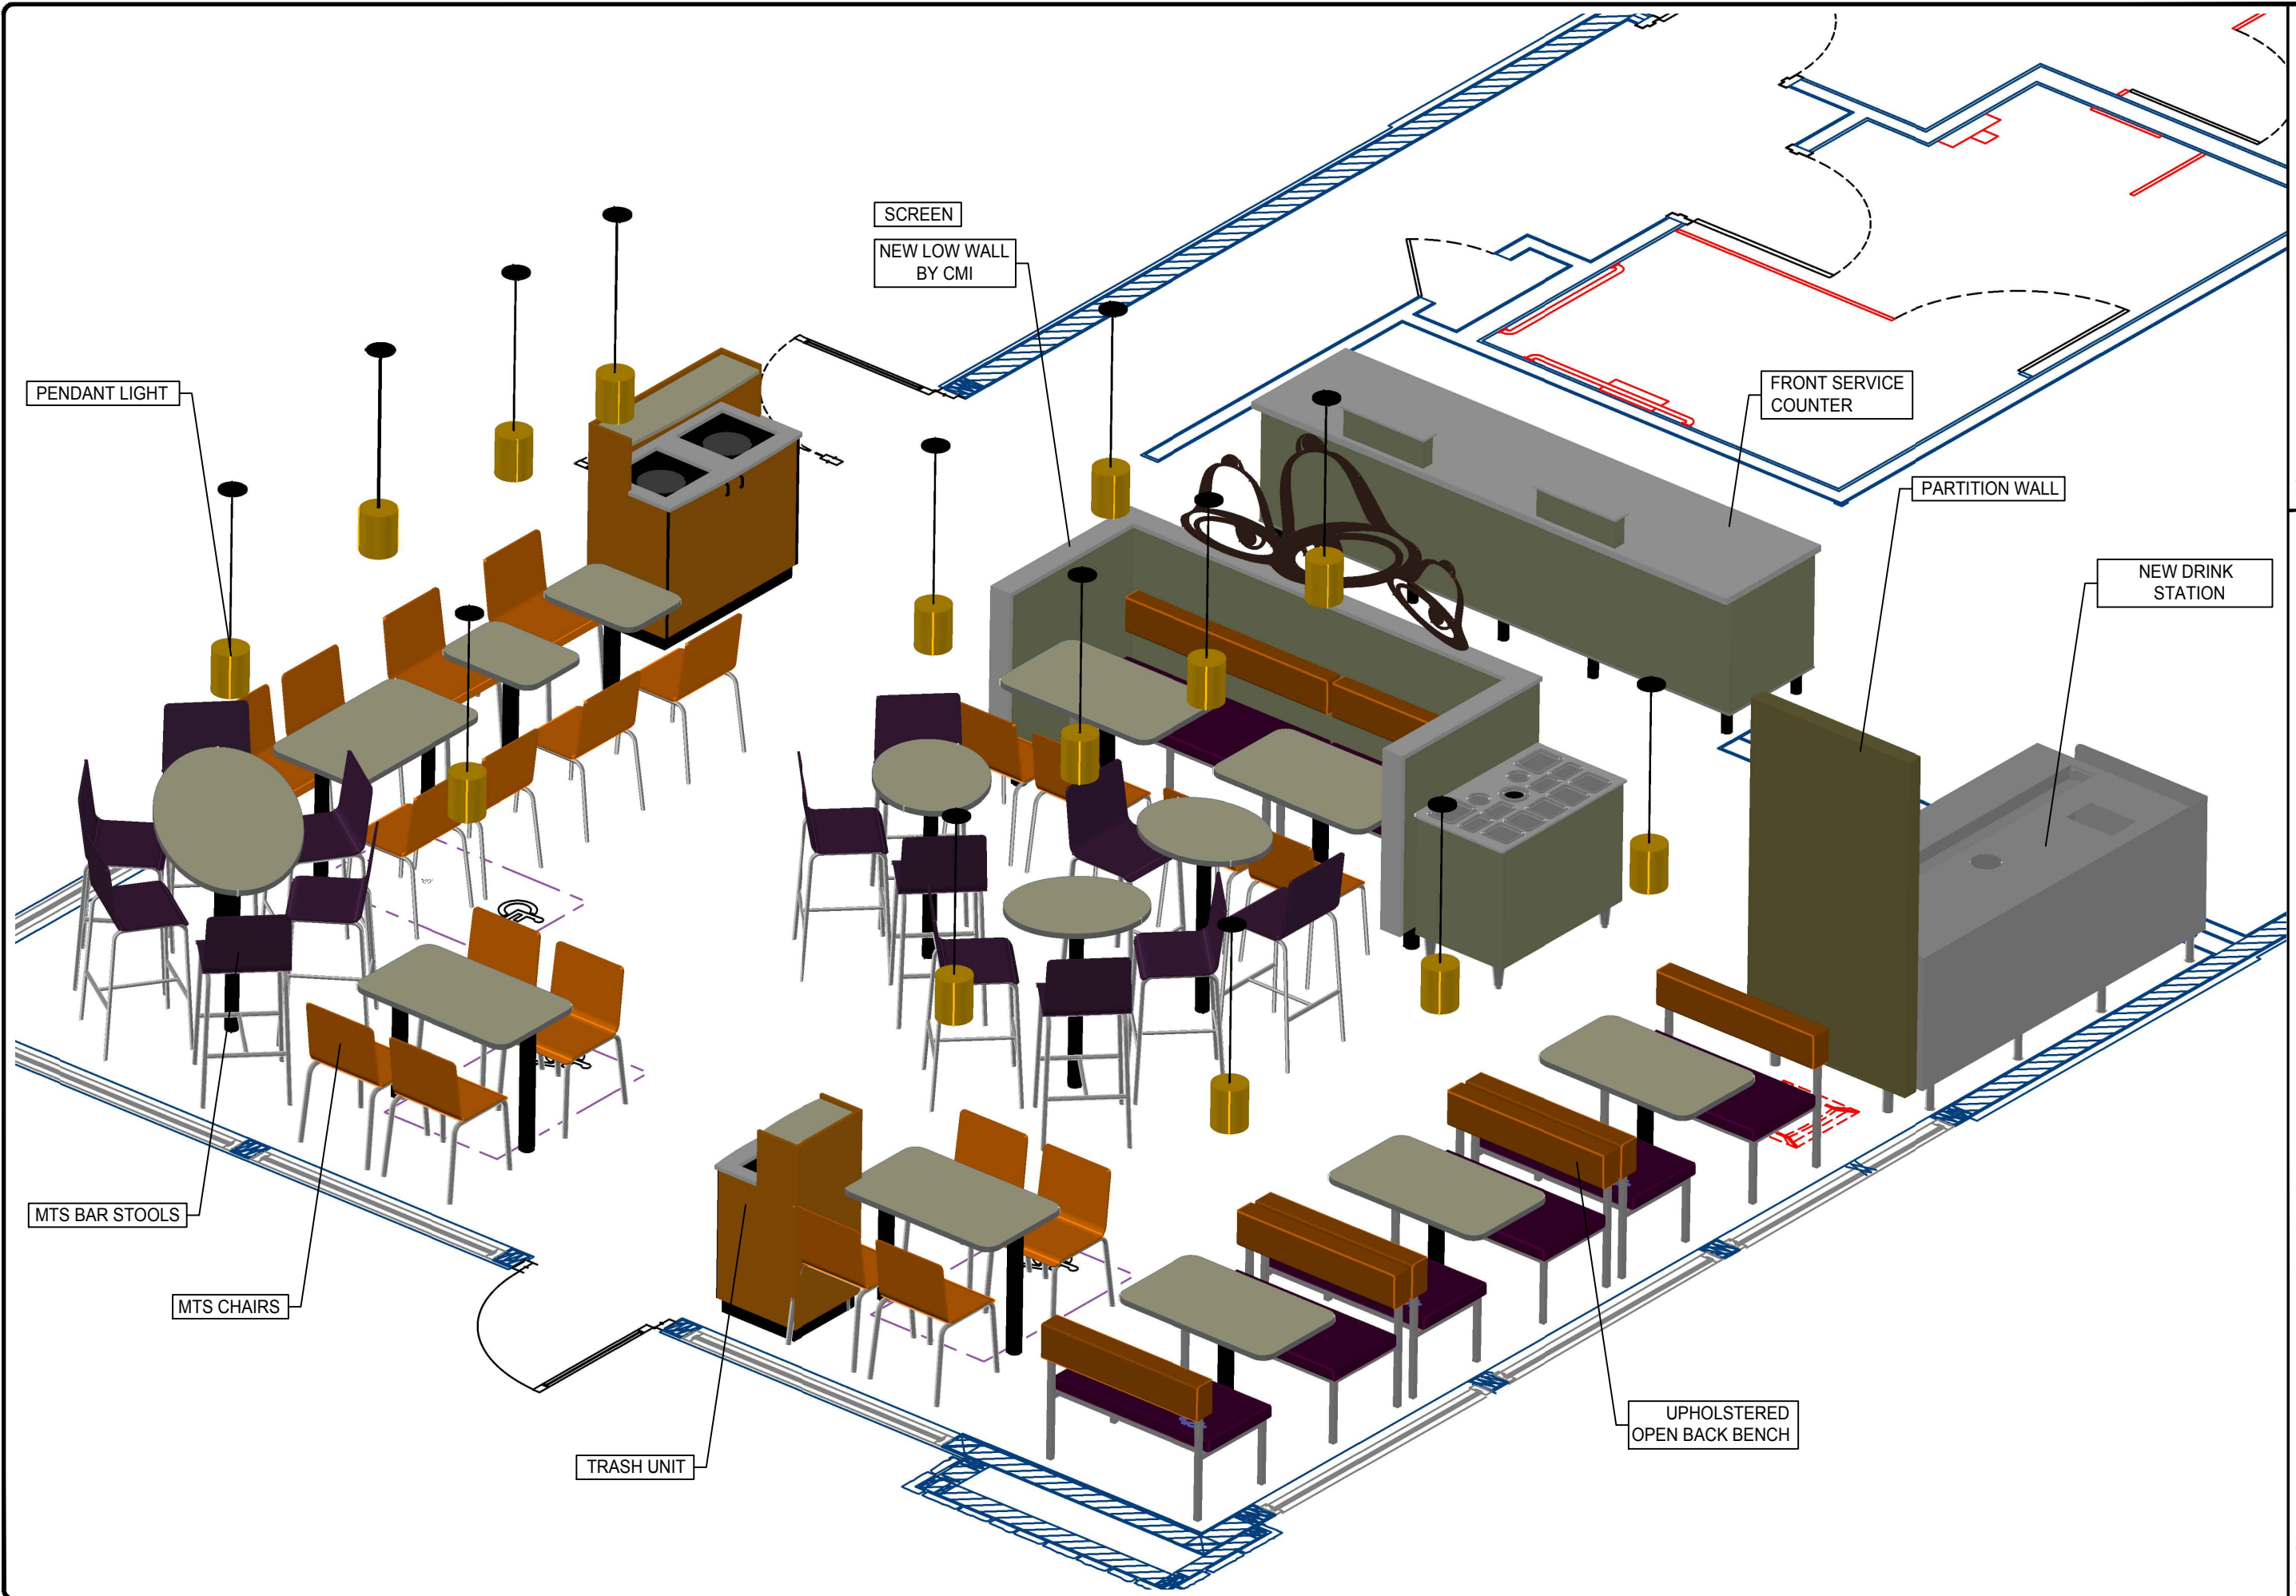 SCREEN
NEW LOW WALL
BY CMI
PENDANT LIGHT
FRONT SERVICE
COUNTER
PARTITION WALL
NEW DRINK
STATION
MTS BAR STOOLS
MTS CHAIRS
TRASH UNIT
UPHOLSTERED
OPEN BACK BENCH